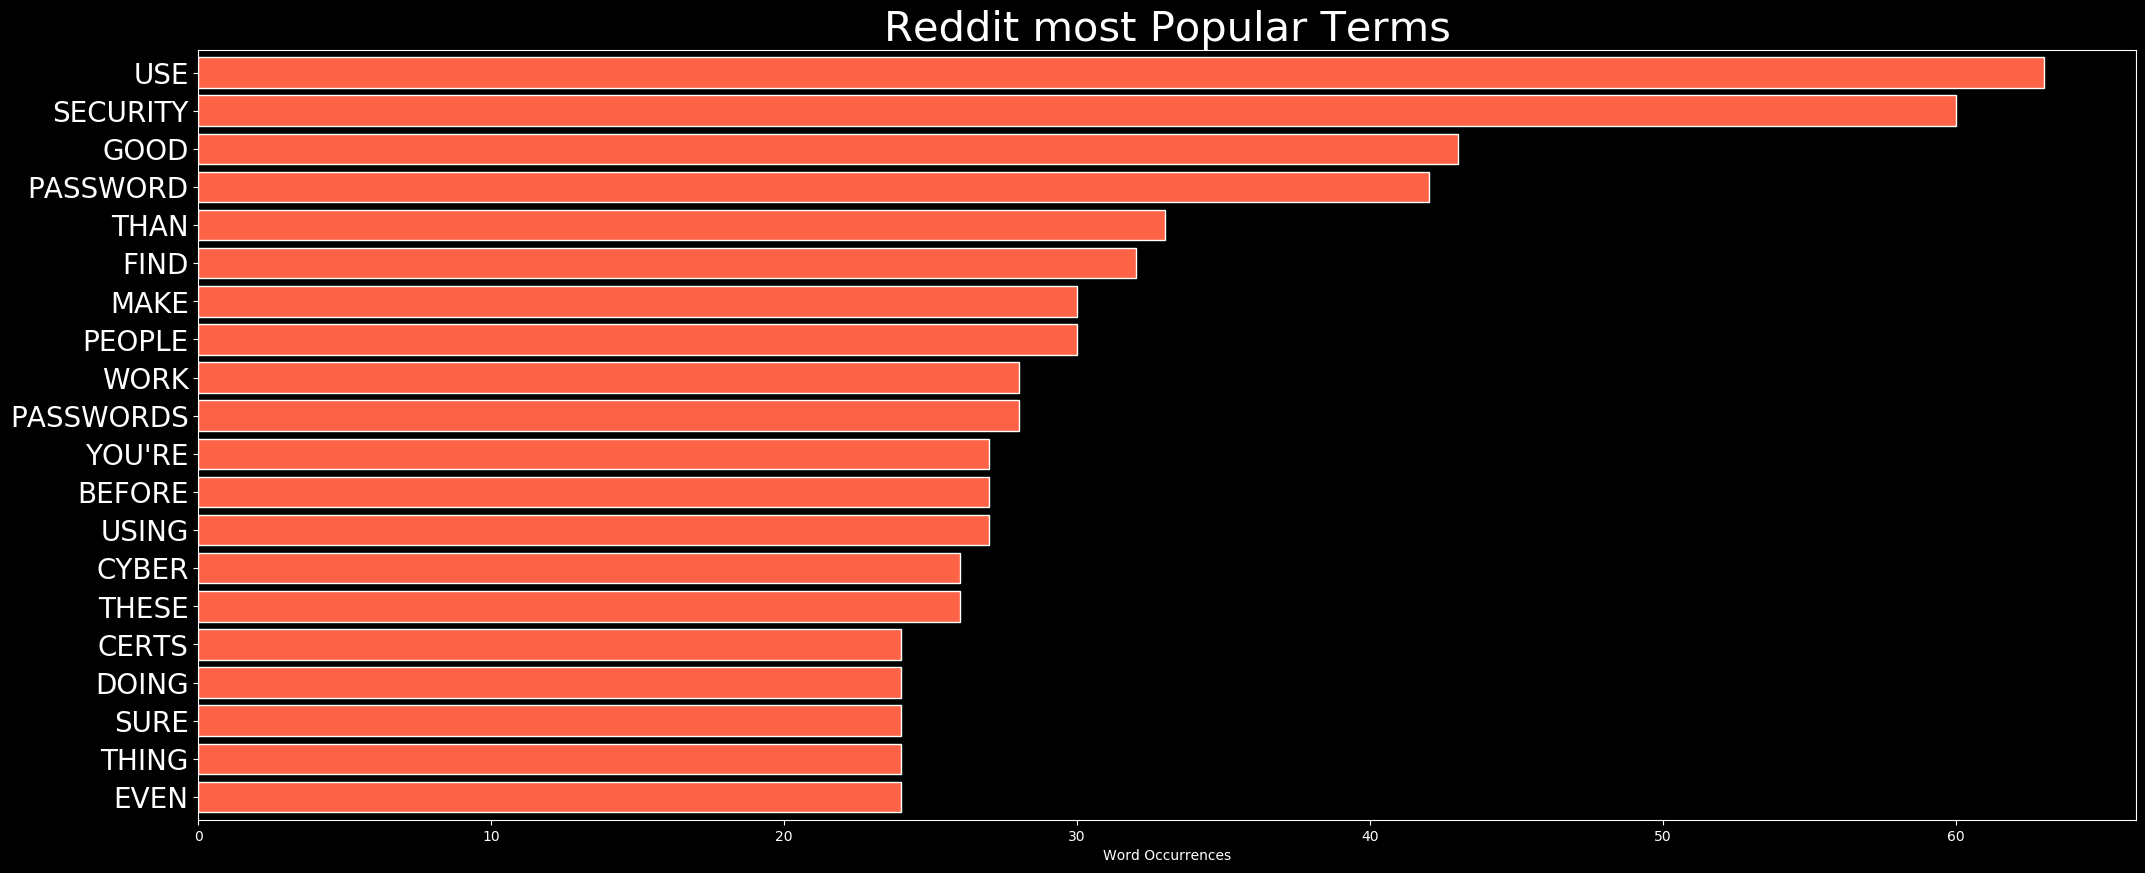 Reddit most Popular Terms
USE
SECURITY
GOOD
PASSWORD
THAN
FIND
MAKE
PEOPLE
WORK
PASSWORDS
YOU'RE
BEFORE
USING
CYBER
THESE
CERTS
DOING
SURE
THING
EVEN
0 10 20 30 40 50 60
Word Occurrences